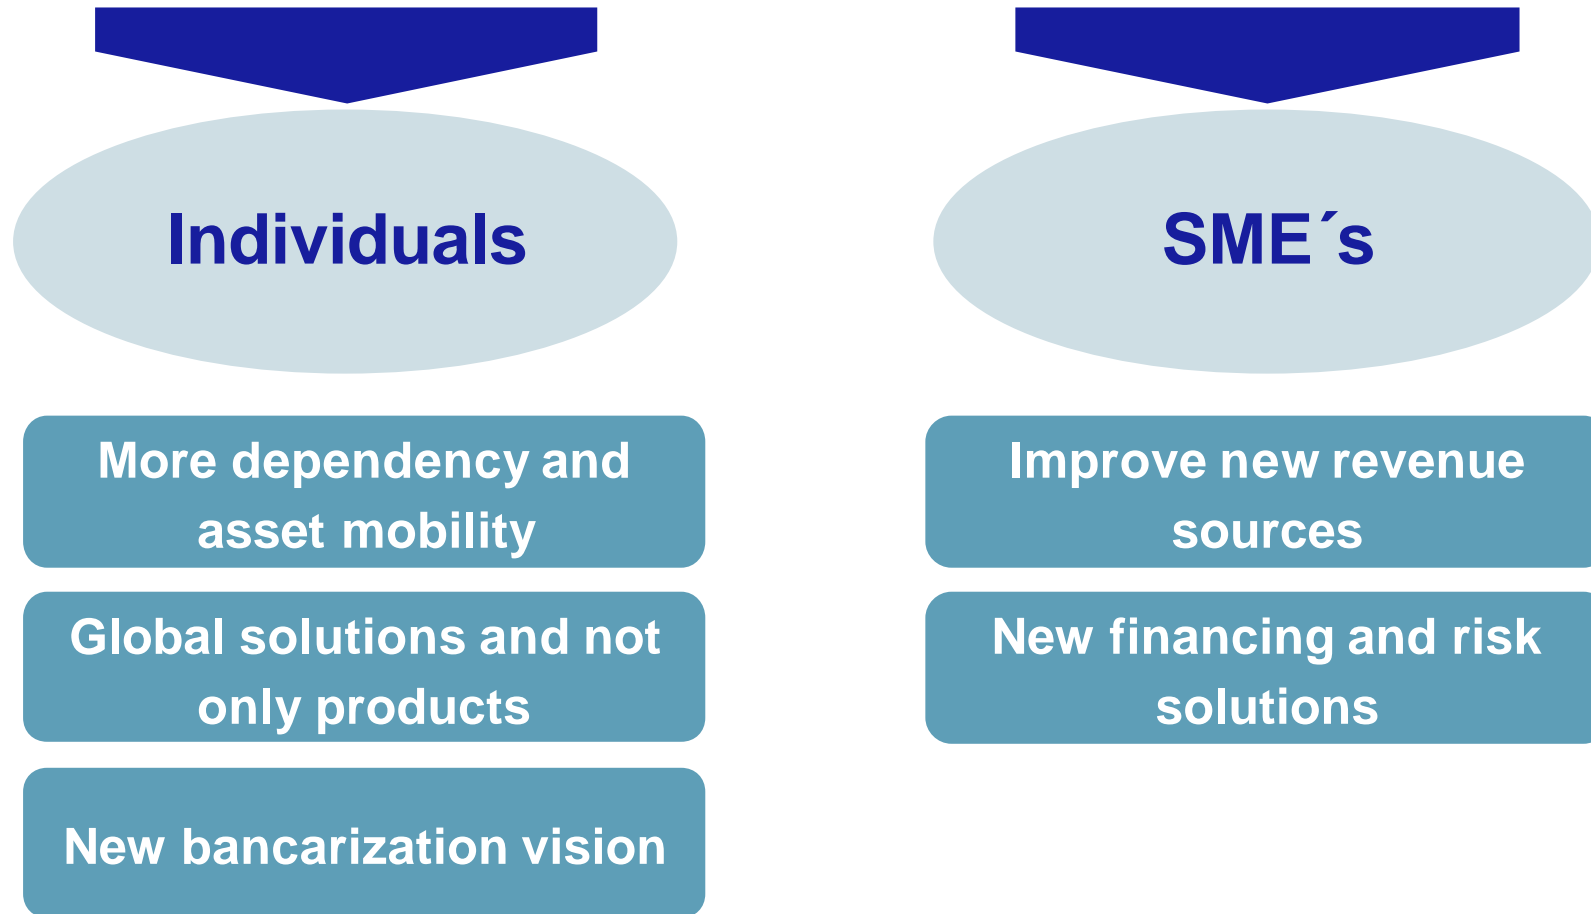 Individuals
More dependency and
asset mobility
Global solutions and not
only products
New bancarization vision
SME´s
Improve new revenue
sources
New financing and risk
solutions